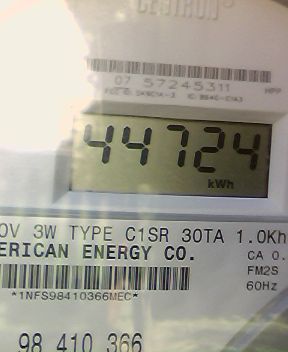 CENTRON®
07 57245311
44724
kWh
0V 3W TYPE C1SR 30TA 1.0Kh
ERICAN ENERGY CO.
CA 0.
FM2S
60Hz
*1NFS98410366MEC*
98 410 366